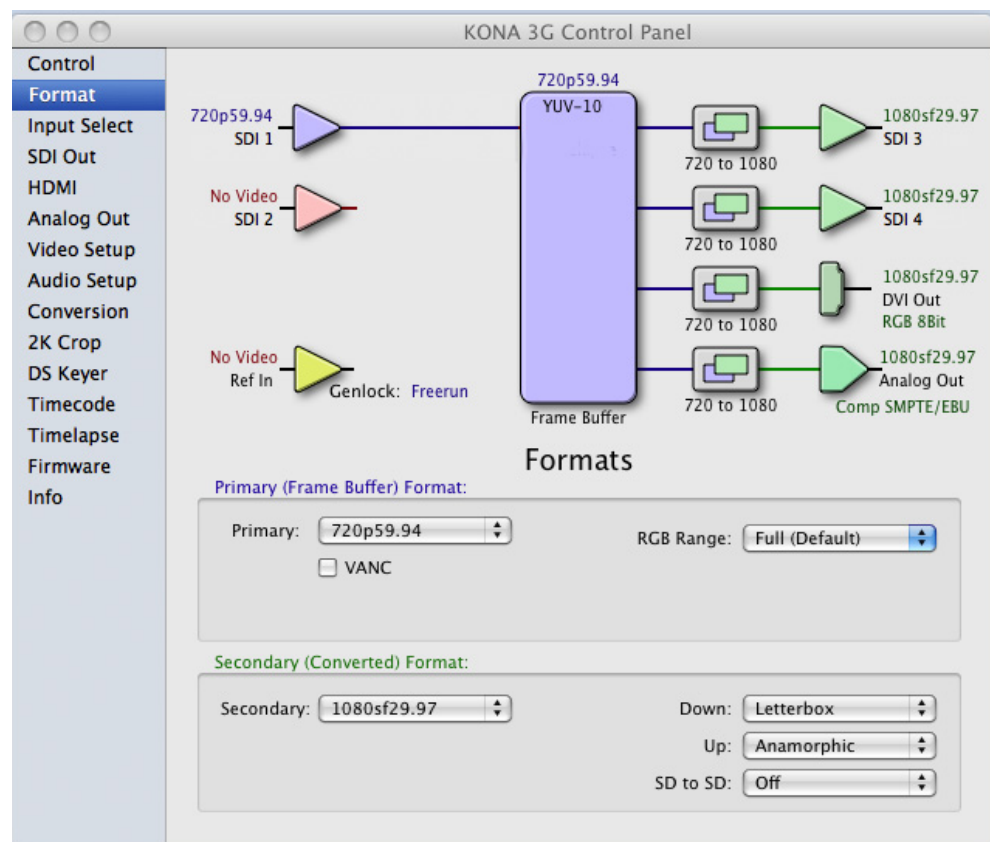 KONA 3G Control Panel
Control
Format
Input Select
SDI Out
HDMI
Analog Out
Video Setup
Audio Setup
Conversion
2K Crop
DS Keyer
Timecode
Timelapse
Firmware
Info
720p59.94
YUV-10
Frame Buffer
720p59.94
SDI 1
No Video
SDI 2
No Video
Ref In
Genlock: Freerun
720 to 1080
1080sf29.97
SDI 3
720 to 1080
1080sf29.97
SDI 4
720 to 1080
1080sf29.97
DVI Out
RGB 8Bit
720 to 1080
1080sf29.97
Analog Out
Comp SMPTE/EBU
Formats
Primary (Frame Buffer) Format:
Primary: 720p59.94
RGB Range: Full (Default)
VANC
Secondary (Converted) Format:
Secondary: 1080sf29.97
Down: Letterbox
Up: Anamorphic
SD to SD: Off